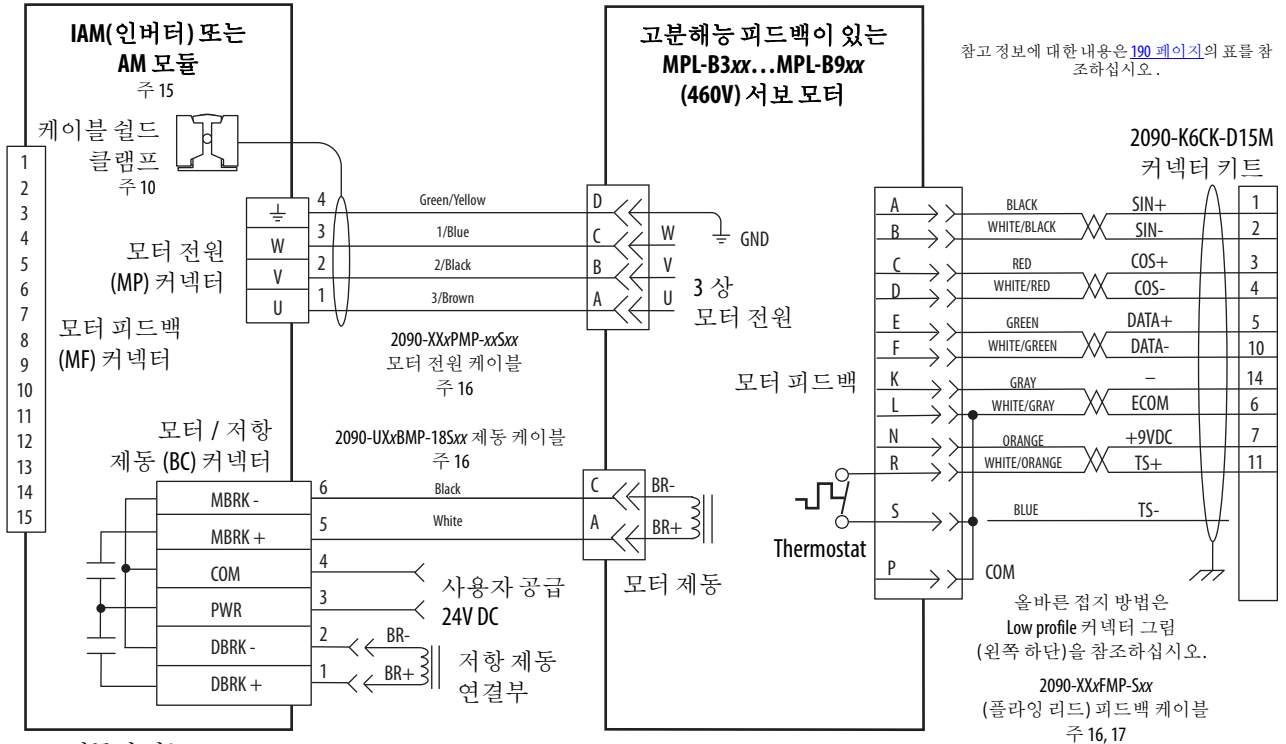 IAM(인버터) 또는
AM 모듈
주 15
케이블 쉴드
클램프
주 10
1
2
3
4
5
6
7
8
9
10
11
12
13
14
15
모터 전원
(MP) 커넥터
모터 피드백
(MF) 커넥터
W
V
U
4
3
2
1
Green/Yellow
1/Blue
2/Black
3/Brown
2090-XXxPMP-xxSxx
모터 전원 케이블
주 16
D
C
B
A
W
V
U
GND
3 상
모터 전원
모터 / 저항
제동 (BC) 커넥터
2090-UXxBMP-18Sxx 제동 케이블
주 16
MBRK -
MBRK +
COM
PWR
DBRK -
DBRK +
6
5
4
3
2
1
Black
White
사용자 공급
24V DC
BR-
BR+
저항 제동
연결부
C
A
BR-
BR+
모터 제동
고분해능 피드백이 있는
MPL-B3xx…MPL-B9xx
(460V) 서보 모터
모터 피드백
Thermostat
참고 정보에 대한 내용은 190 페이지의 표를 참
조하십시오 .
2090-K6CK-D15M
커넥터 키트
A BLACK SIN+ 1
B WHITE/BLACK SIN- 2
C RED COS+ 3
D WHITE/RED COS- 4
E GREEN DATA+ 5
F WHITE/GREEN DATA- 10
K GRAY – 14
L WHITE/GRAY ECOM 6
N ORANGE +9VDC 7
R WHITE/ORANGE TS+ 11
S BLUE TS-
P COM
올바른 접지 방법은
Low profile 커넥터 그림
(왼쪽 하단)을 참조하십시오.
2090-XXxFMP-Sxx
(플라잉 리드) 피드백 케이블
주 16, 17